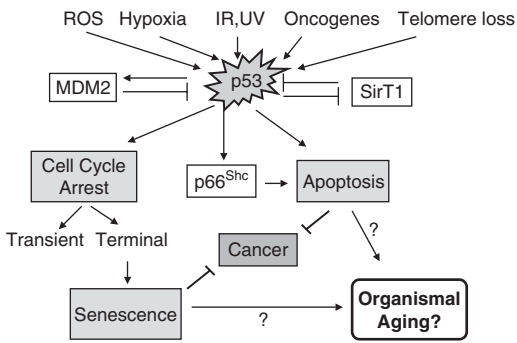 ROS Hypoxia IR,UV Oncogenes Telomere loss
MDM2 p53 SirT1
Cell Cycle
Arrest
p66Shc
Apoptosis
Transient Terminal
Cancer
?
Senescence
?
Organismal
Aging?